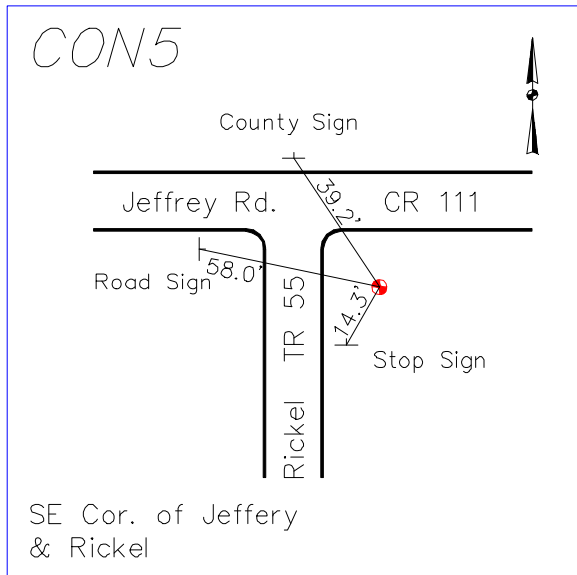 CON5
County Sign
39.2'
Jeffrey Rd.
CR 111
58.0'
Road Sign
14.3'
Stop Sign
Rickel TR 55
SE Cor. of Jeffery
& Rickel